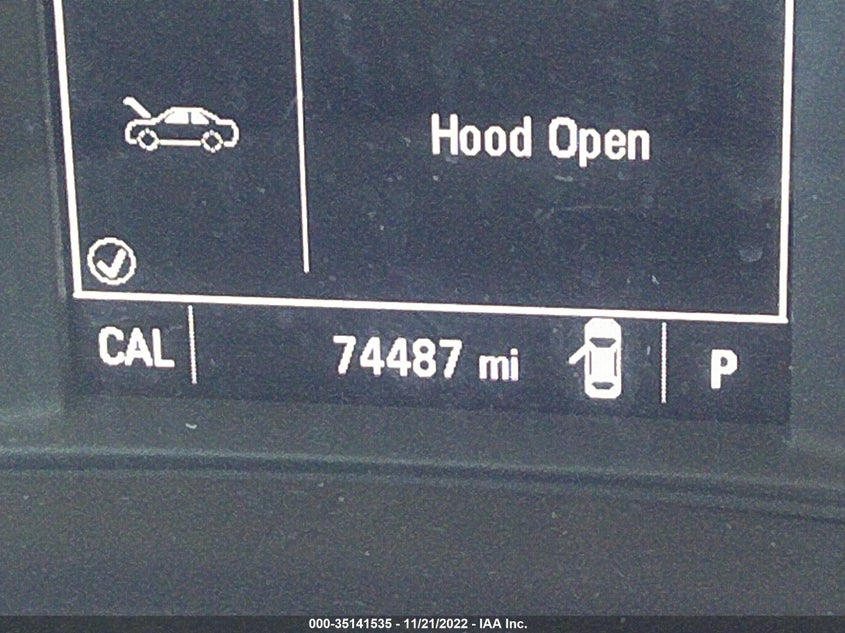 Hood Open
CAL 74487 mi P
000-35141535 - 11/21/2022 - IAA Inc.